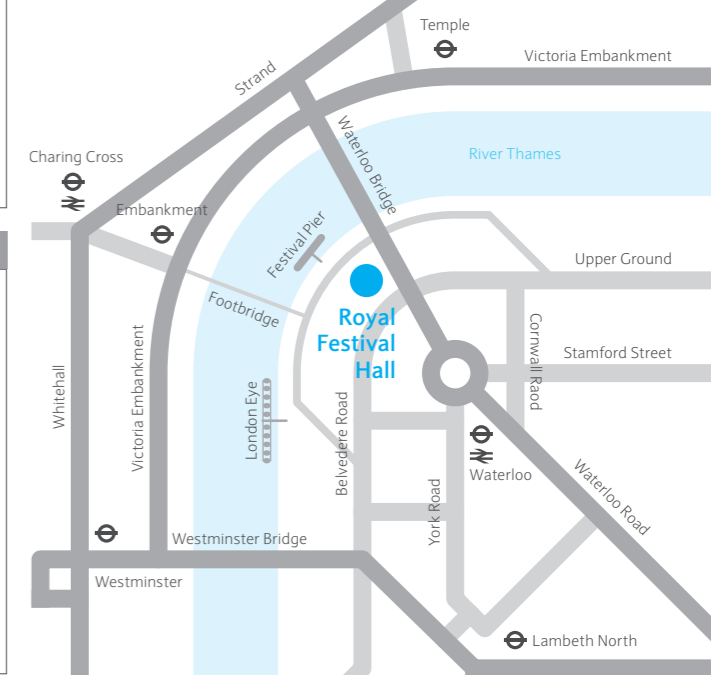 Temple
Victoria Embankment
Strand
Waterloo Bridge
River Thames
Charing Cross
Embankment
Festival Pier
Upper Ground
Footbridge
Royal
Festival
Hall
Cornwall Raod
Stamford Street
Whitehall
Victoria Embankment
London Eye
Belvedere Road
Waterloo
York Road
Waterloo Road
Westminster Bridge
Westminster
Lambeth North